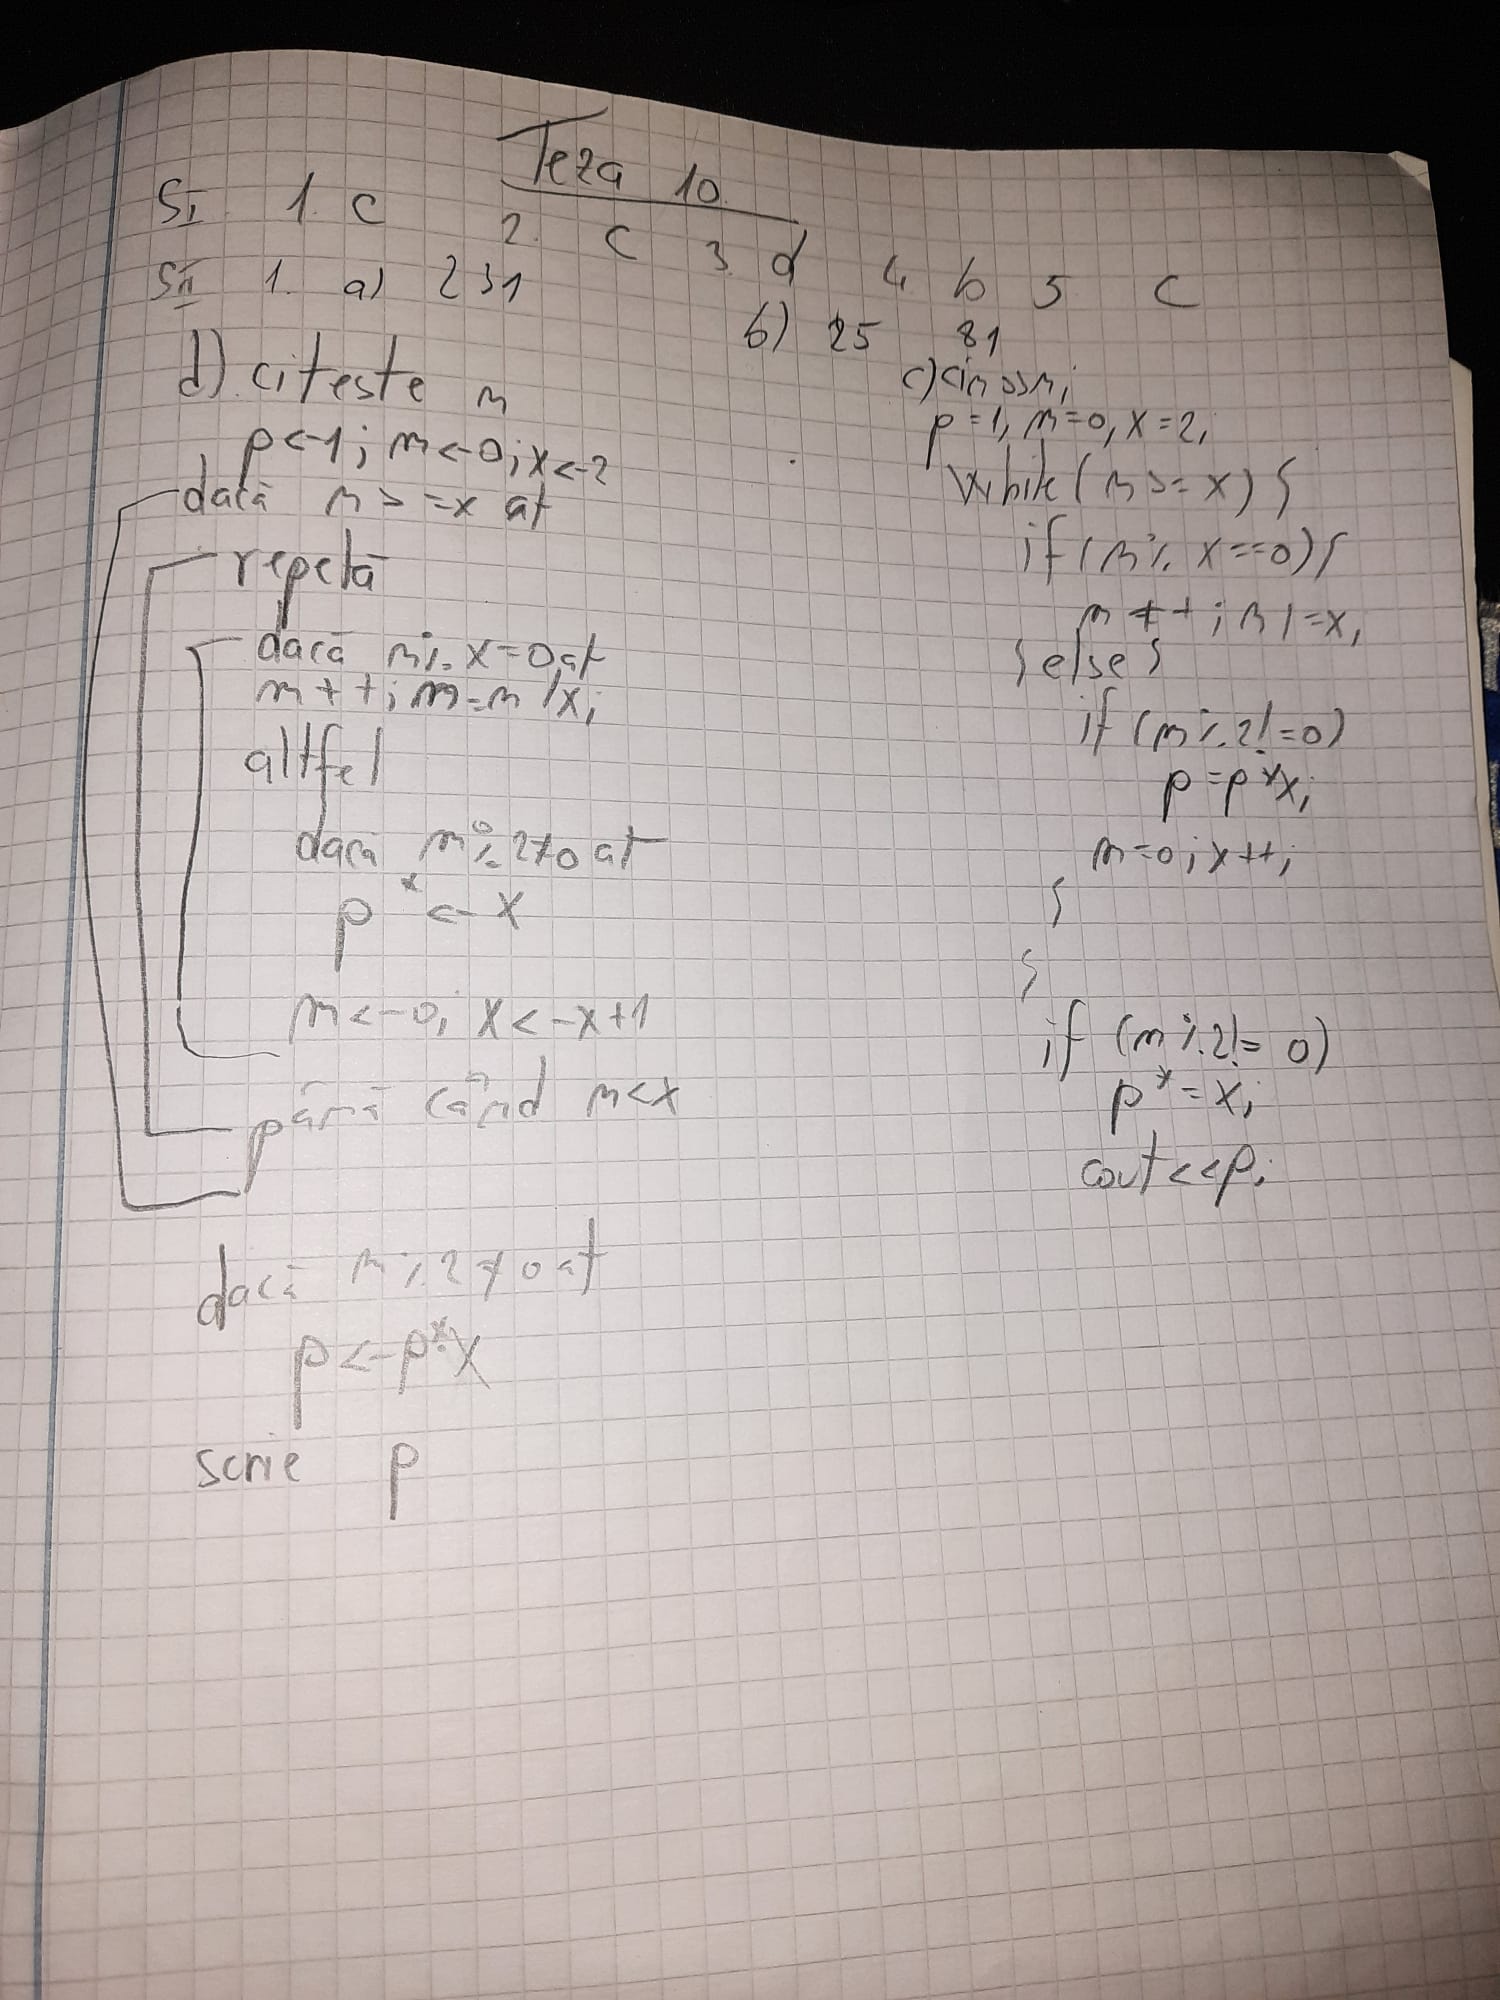 Teza 10.
SI 1. c 2. c 3. d 4. b 5 c
SII 1. a) 231 b) 25 81
d) citeste n
p<-1; m<-0; x<-2
dacă n>=x at
repetă
dacă n%x=0 at
m++; n=n/x;
altfel
dacă m%2≠0 at
p*<-x
m<-0; x<-x+1
până când n<x
dacă m%2≠0 at
p<-p*x
scrie p
c) cin>>n;
p=1, m=0, x=2;
while(n>=x){
if(n%x==0){
m++; n/=x;
}else{
if(m%2!=0)
p=p*x;
m=0; x++;
}
}
if(m%2!=0)
p*=x;
cout<<p;